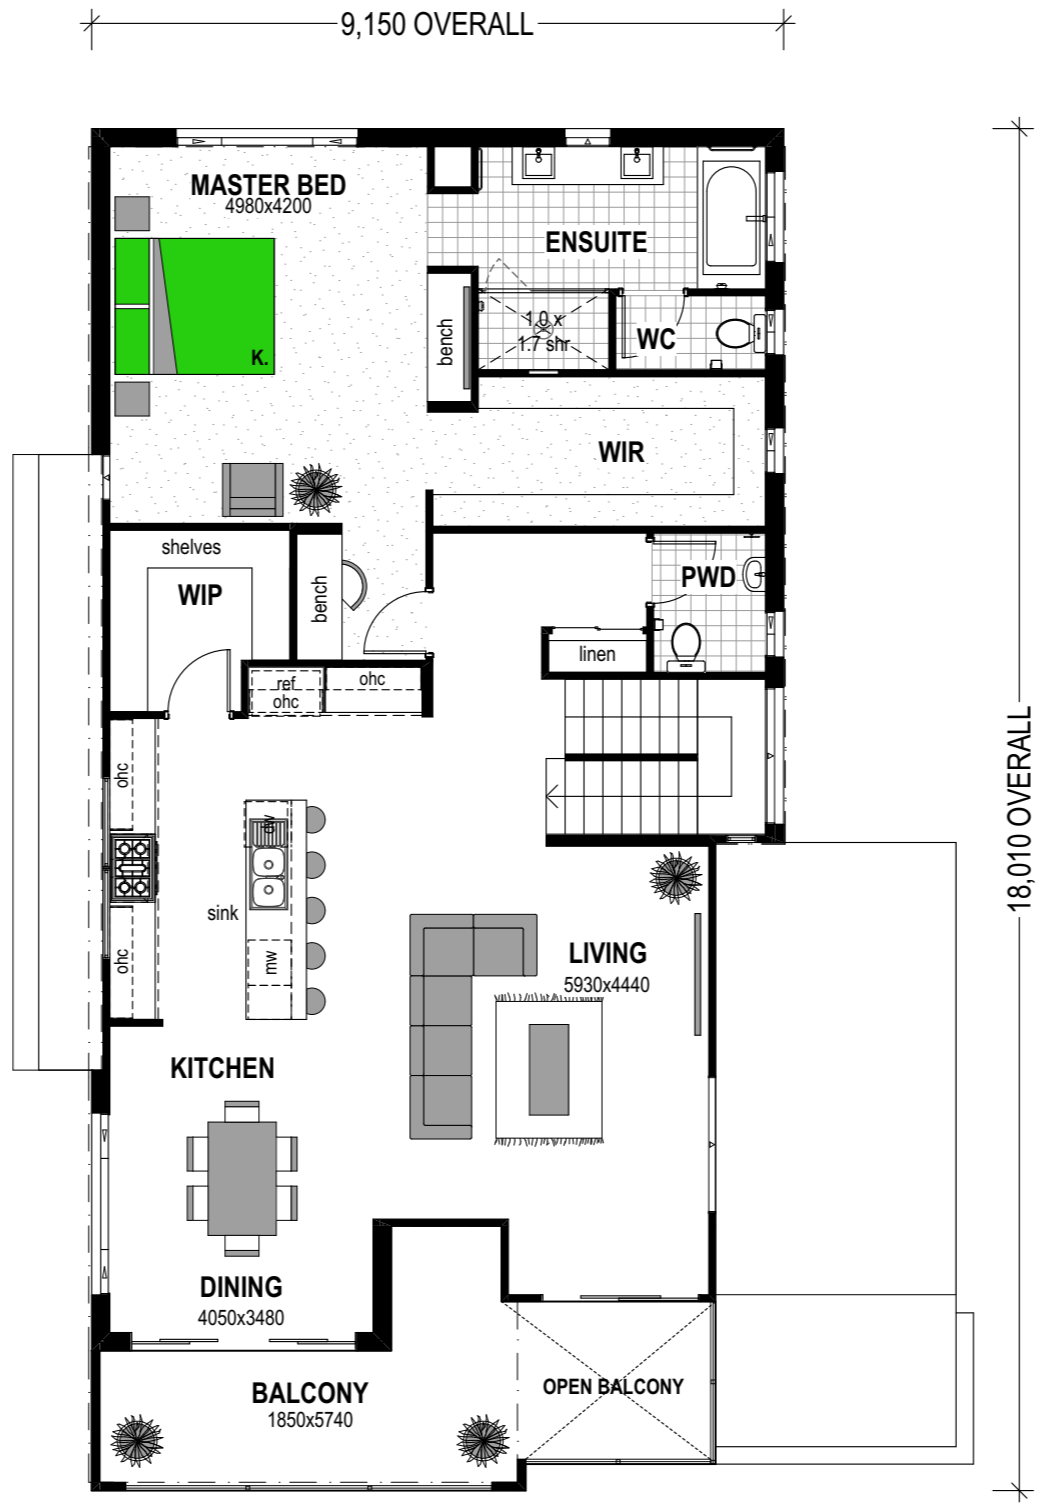 9,150 OVERALL
MASTER BED
4980x4200
ENSUITE
K.
bench
1.0 x
1.7 shr
WC
WIR
shelves
WIP
bench
PWD
linen
ref
ohc
ohc
ohc
dw
sink
mw
ohc
LIVING
5930x4440
18,010 OVERALL
KITCHEN
DINING
4050x3480
BALCONY
1850x5740
OPEN BALCONY